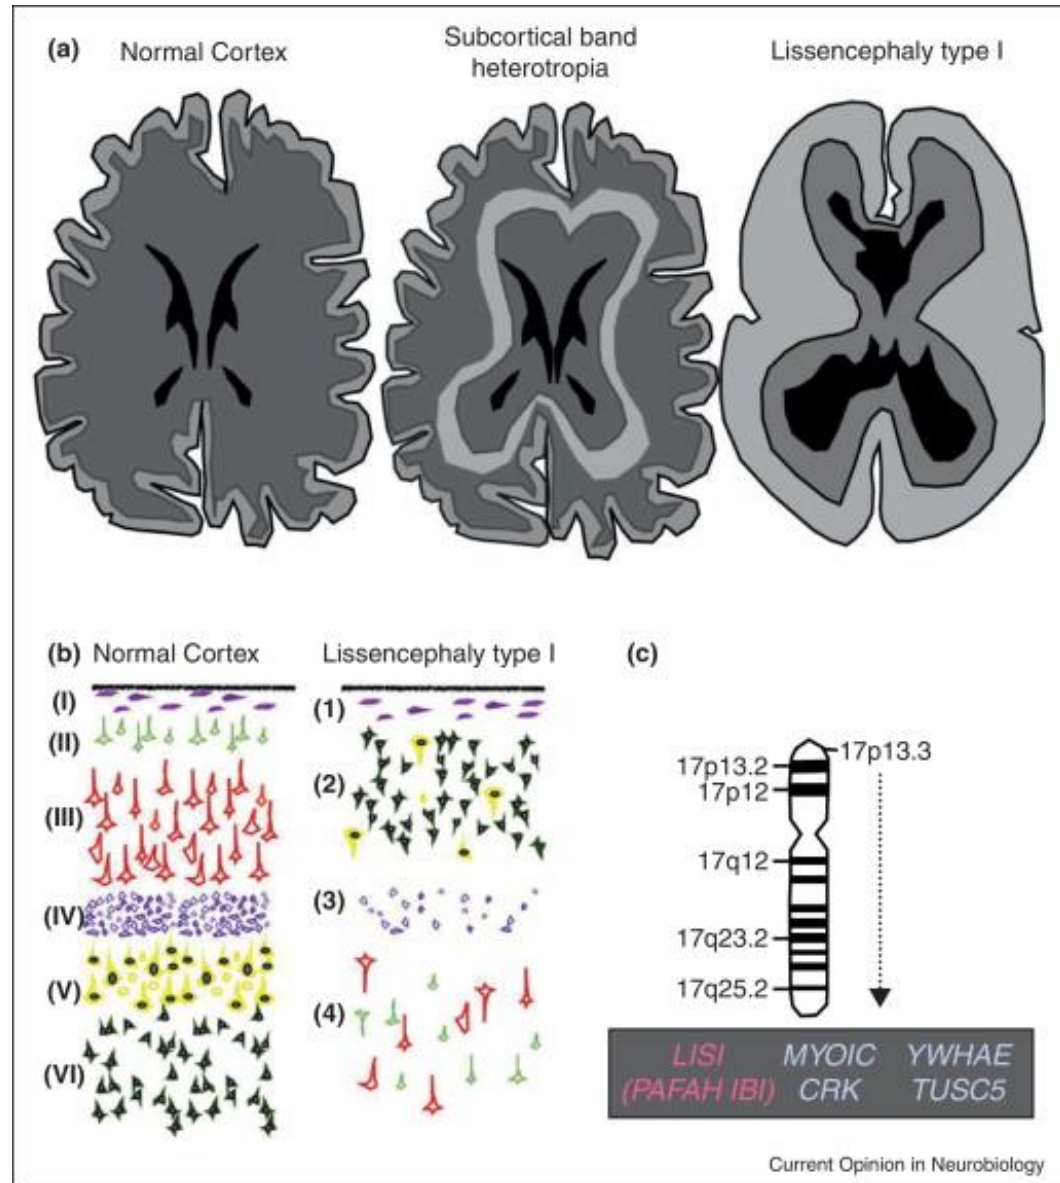 (a)
Normal Cortex
Subcortical band
heterotropia
Lissencephaly type I
(b) Normal Cortex
Lissencephaly type I
(c)
(I)
(II)
(III)
(IV)
(V)
(VI)
(1)
(2)
(3)
(4)
17p13.3
17p13.2
17p12
17q12
17q23.2
17q25.2
LISI MYOIC YWHAE
(PAFAH IBI) CRK TUSC5
Current Opinion in Neurobiology